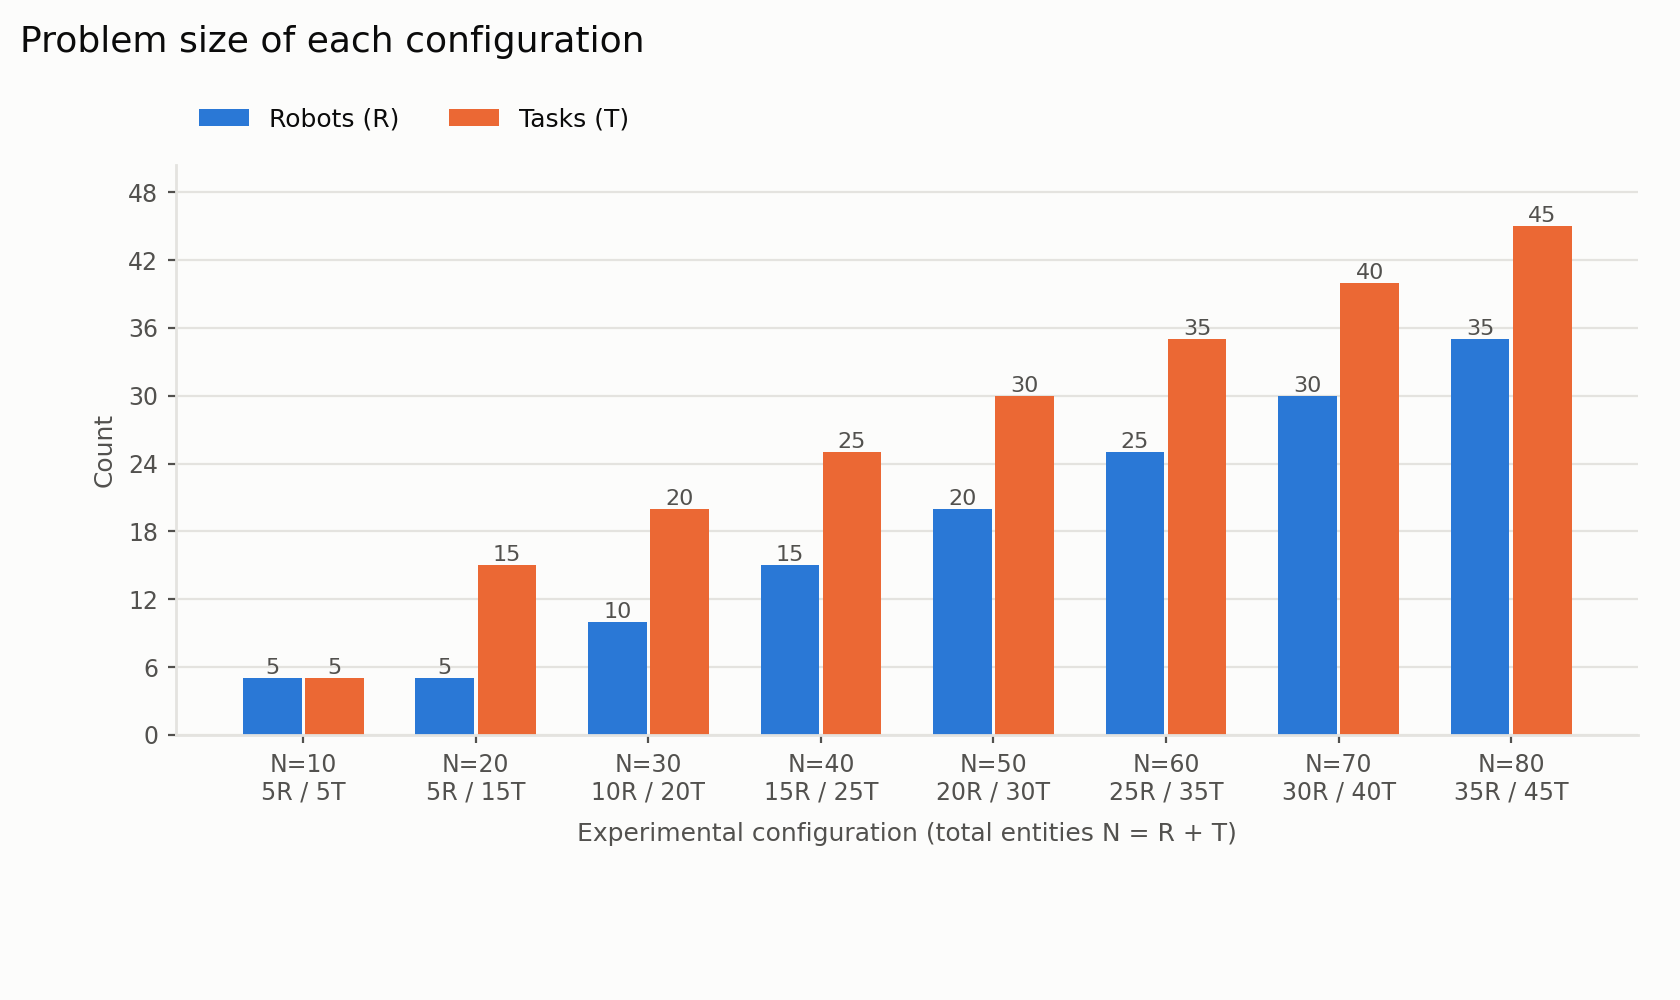 Problem size of each configuration
Robots (R) Tasks (T)
48
42
36
30
24
18
12
6
0
Count
5 5 5 15 10 20 15 25 20 30 25 35 30 40 35 45
N=10 N=20 N=30 N=40 N=50 N=60 N=70 N=80
5R / 5T 5R / 15T 10R / 20T 15R / 25T 20R / 30T 25R / 35T 30R / 40T 35R / 45T
Experimental configuration (total entities N = R + T)